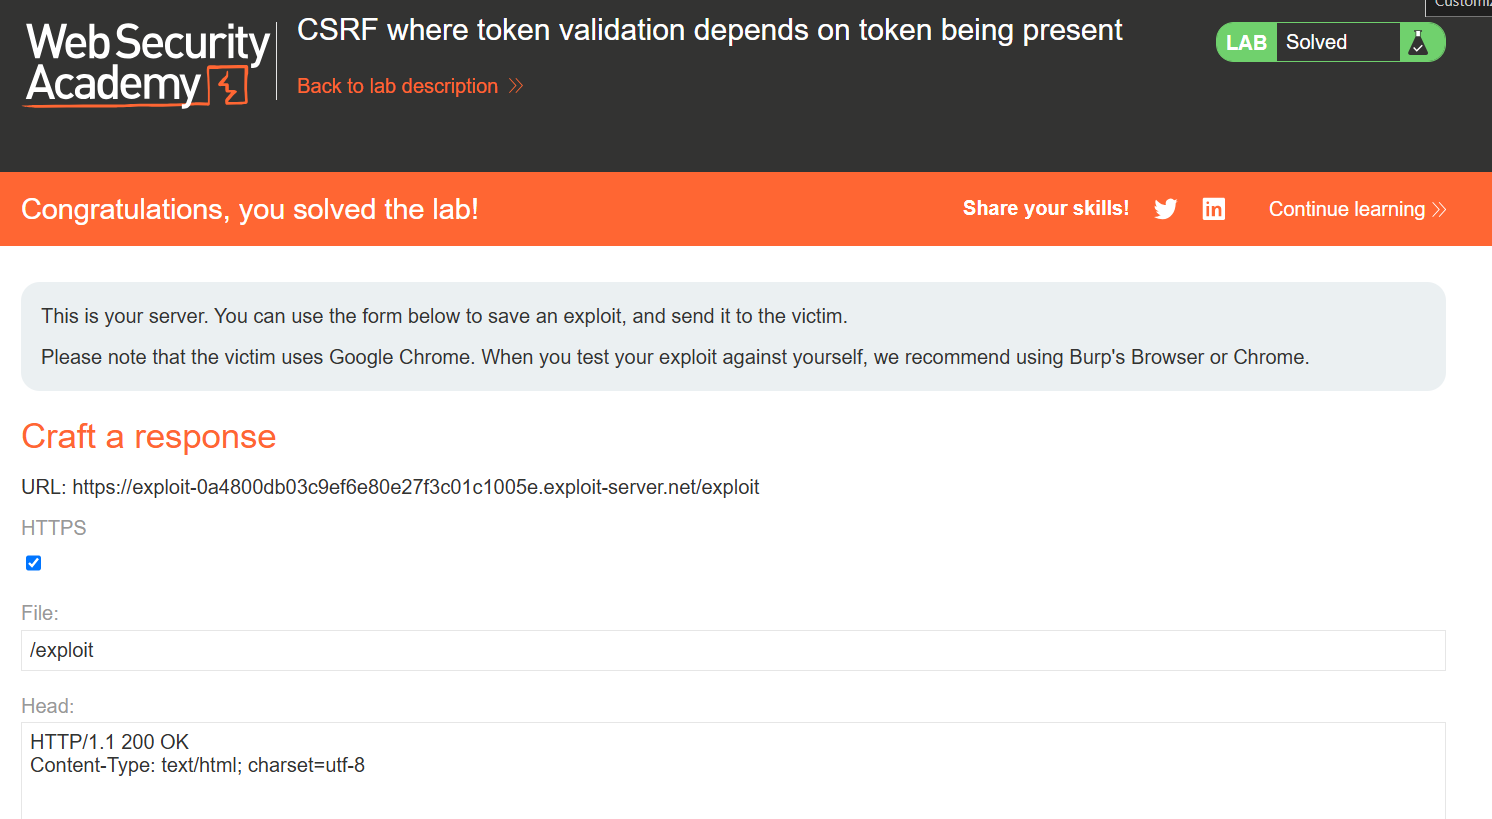 Customiz
Web Security
Academy
CSRF where token validation depends on token being present
Back to lab description
LAB Solved
Congratulations, you solved the lab!
Share your skills!
in
Continue learning
This is your server. You can use the form below to save an exploit, and send it to the victim.
Please note that the victim uses Google Chrome. When you test your exploit against yourself, we recommend using Burp's Browser or Chrome.
Craft a response
URL: https://exploit-0a4800db03c9ef6e80e27f3c01c1005e.exploit-server.net/exploit
HTTPS
File:
/exploit
Head:
HTTP/1.1 200 OK
Content-Type: text/html; charset=utf-8